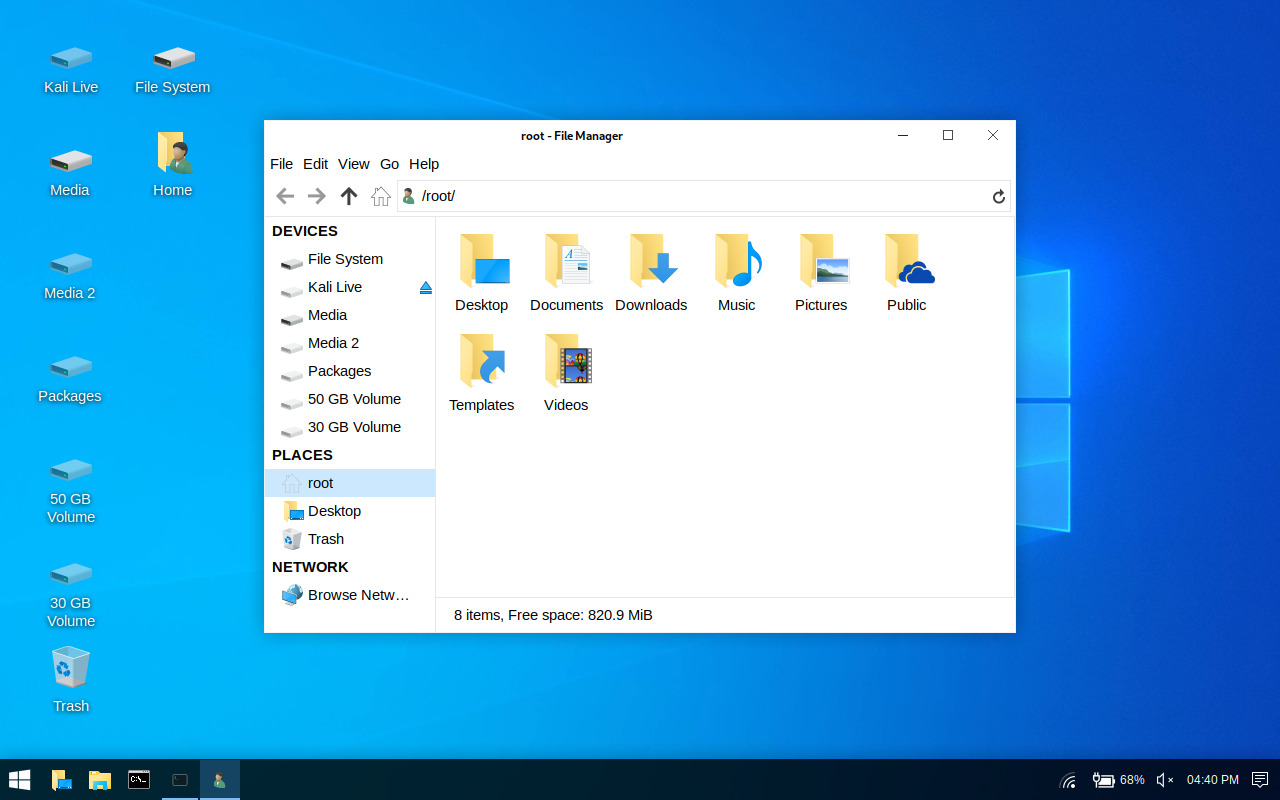 Kali Live
File System
Media
Home
Media 2
Packages
50 GB
Volume
30 GB
Volume
Trash
root - File Manager
File Edit View Go Help
/root/
DEVICES
File System
Kali Live
Media
Media 2
Packages
50 GB Volume
30 GB Volume
PLACES
root
Desktop
Trash
NETWORK
Browse Netw...
Desktop
Documents
Downloads
Music
Pictures
Public
Templates
Videos
8 items, Free space: 820.9 MiB
68%
04:40 PM